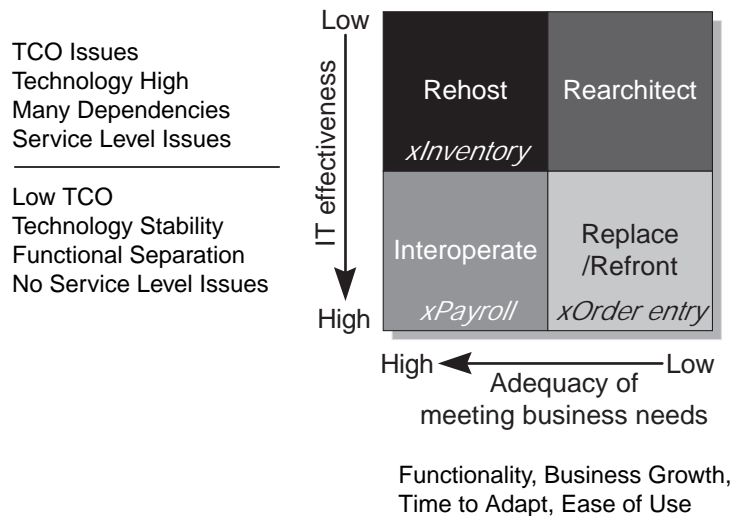 TCO Issues
Technology High
Many Dependencies
Service Level Issues
Low TCO
Technology Stability
Functional Separation
No Service Level Issues
Low
IT effectiveness
High
Rehost
xInventory
Rearchitect
Interoperate
xPayroll
Replace
/Refront
xOrder entry
High
Low
Adequacy of
meeting business needs
Functionality, Business Growth,
Time to Adapt, Ease of Use